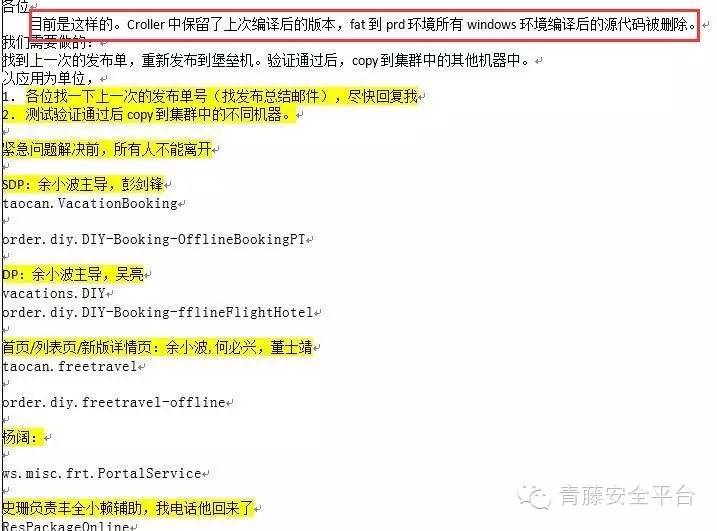 各位
目前是这样的。Croller 中保留了上次编译后的版本，fat 到 prd 环境所有 windows 环境编译后的源代码被删除。
我们需要做的：
找到上一次的发布单，重新发布到堡垒机。验证通过后，copy 到集群中的其他机器中。
以应用为单位，
1. 各位找一下上一次的发布单号（找发布总结邮件），尽快回复我
2. 测试验证通过后 copy 到集群中的不同机器。
紧急问题解决前，所有人不能离开
SDP：余小波主导，彭剑锋
taocan.VacationBooking
order.diy.DIY-Booking-OfflineBookingPT
DP：余小波主导，吴亮
vacations.DIY
order.diy.DIY-Booking-fflineFlightHotel
首页/列表页/新版详情页：余小波,何必兴，董士靖
taocan.freetravel
order.diy.freetravel-offline
杨阔：
ws.misc.frt.PortalService
史珊负责丰全小赖辅助，我电话他回来了
ResPackageOnline
青藤安全平台